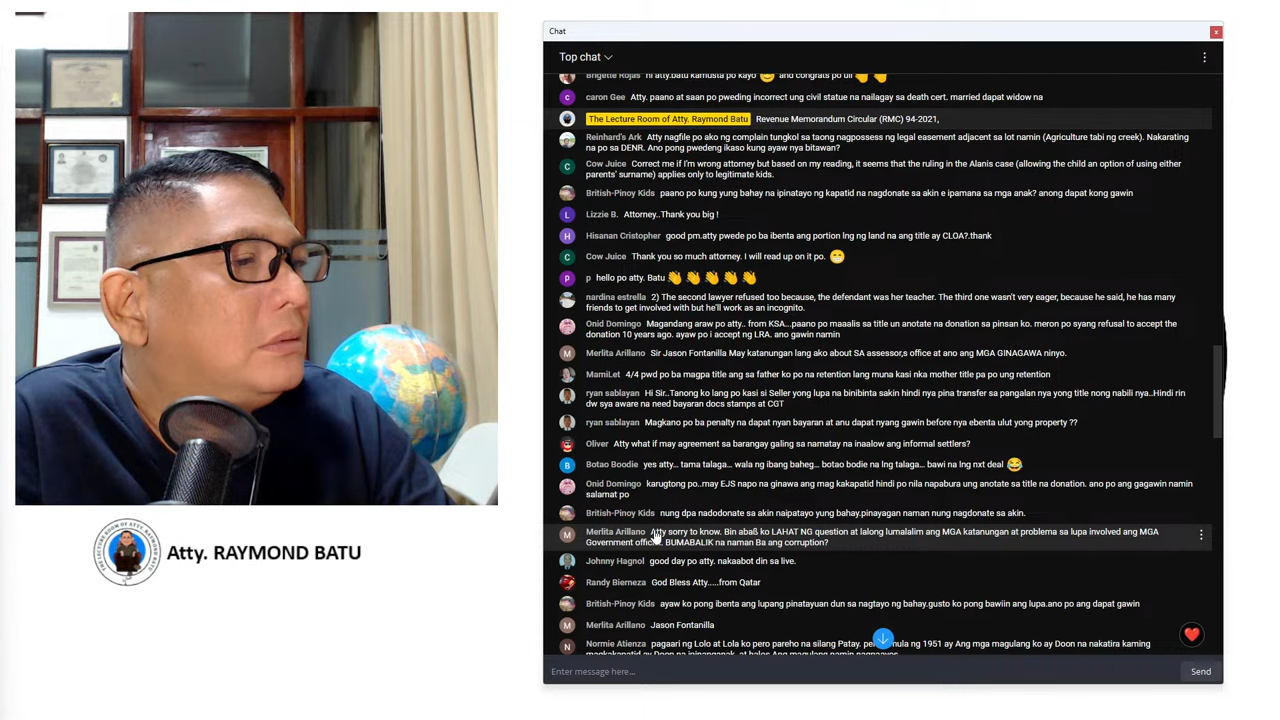 Chat
Top chat
Brigette Rojas hi atty.batu kamusta po kayo 😊 and congrats po uli 👏 👏
caron Gee Atty. paano at saan po pweding incorrect ung civil statue na nailagay sa death cert. married dapat widow na
The Lecture Room of Atty. Raymond Batu Revenue Memorandum Circular (RMC) 94-2021,
Reinhard's Ark Atty nagfile po ako ng complain tungkol sa taong nagpossess ng legal easement adjacent sa lot namin (Agriculture tabi ng creek). Nakarating
na po sa DENR. Ano pong pwedeng ikaso kung ayaw nya bitawan?
Cow Juice Correct me if I'm wrong attorney but based on my reading, it seems that the ruling in the Alanis case (allowing the child an option of using either
parents' surname) applies only to legitimate kids.
British-Pinoy Kids paano po kung yung bahay na ipinatayo ng kapatid na nagdonate sa akin e ipamana sa mga anak? anong dapat kong gawin
Lizzie B. Attorney..Thank you big !
Hisanan Cristopher good pm.atty pwede po ba ibenta ang portion lng ng land na ang title ay CLOA?.thank
Cow Juice Thank you so much attorney. I will read up on it po. 😁
p hello po atty. Batu 👏 👏 👏 👏 👏
nardina estrella 2) The second lawyer refused too because, the defendant was her teacher. The third one wasn't very eager, because he said, he has many
friends to get involved with but he'll work as an incognito.
Onid Domingo Magandang araw po atty.. from KSA...paano po maaalis sa title un anotate na donation sa pinsan ko. meron po syang refusal to accept the
donation 10 years ago. ayaw po i accept ng LRA. ano gawin namin
Merlita Arillano Sir Jason Fontanilla May katanungan lang ako about SA assessor,s office at ano ang MGA GINAGAWA ninyo.
MamiLet 4/4 pwd po ba magpa title ang sa father ko po na retention lang muna kasi nka mother title pa po ung retention
ryan sablayan Hi Sir..Tanong ko lang po kasi si Seller yong lupa na binibinta sakin hindi nya pina transfer sa pangalan nya yong title nong nabili nya..Hindi rin
dw sya aware na need bayaran docs stamps at CGT
ryan sablayan Magkano po ba penalty na dapat nyan bayaran at anu dapat nyang gawin before nya ebenta ulut yong property ??
Oliver Atty what if may agreement sa barangay galing sa namatay na inaalow ang informal settlers?
Botao Boodie yes atty... tama talaga... wala ng ibang baheg... botao bodie na lng talaga... bawi na lng nxt deal 😂
Onid Domingo karugtong po..may EJS napo na ginawa ang mag kakapatid hindi po nila napabura ung anotate sa title na donation. ano po ang gagawin namin
salamat po
British-Pinoy Kids nung dpa nadodonate sa akin naipatayo yung bahay.pinayagan naman nung nagdonate sa akin.
Merlita Arillano Atty sorry to know. Bin abaß ko LAHAT NG question at lalong lumalalim ang MGA katanungan at problema sa lupa involved ang MGA
Government BUMABALIK na naman Ba ang corruption?
Johnny Hagnol good day po atty. nakaabot din sa live.
Randy Bierneza God Bless Atty.....from Qatar
British-Pinoy Kids ayaw ko pong ibenta ang lupang pinatayuan dun sa nagtayo ng bahay.gusto ko pong bawiin ang lupa.ano po ang dapat gawin
Merlita Arillano Jason Fontanilla
Normie Atienza pagaari ng Lolo at Lola ko pero pareho na silang Patay. mula ng 1951 ay Ang mga magulang ko ay Doon na nakatira kaming
Enter message here...
Send
THE LECTURE ROOM OF ATTY. RAYMOND BATU
Atty. RAYMOND BATU